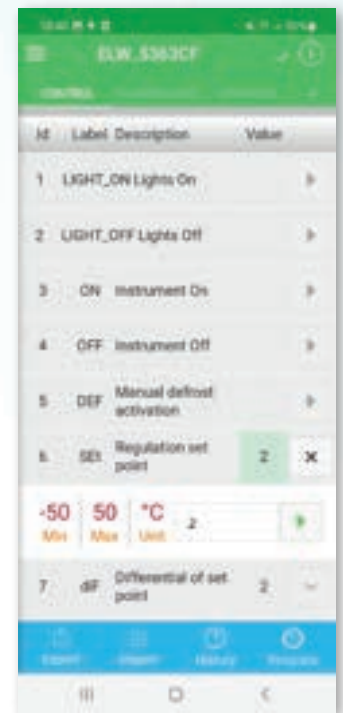 ELW_5363CF
CONTROL
Id Label Description Value
1 LIGHT_ON Lights On
2 LIGHT_OFF Lights Off
3 ON Instrument On
4 OFF Instrument Off
5 DEF Manual defrost
activation
6 SEt Regulation set 2
point
-50 50 °C 2
Min Max Unit
7 diF Differential of set 2
point
Export Import History Program